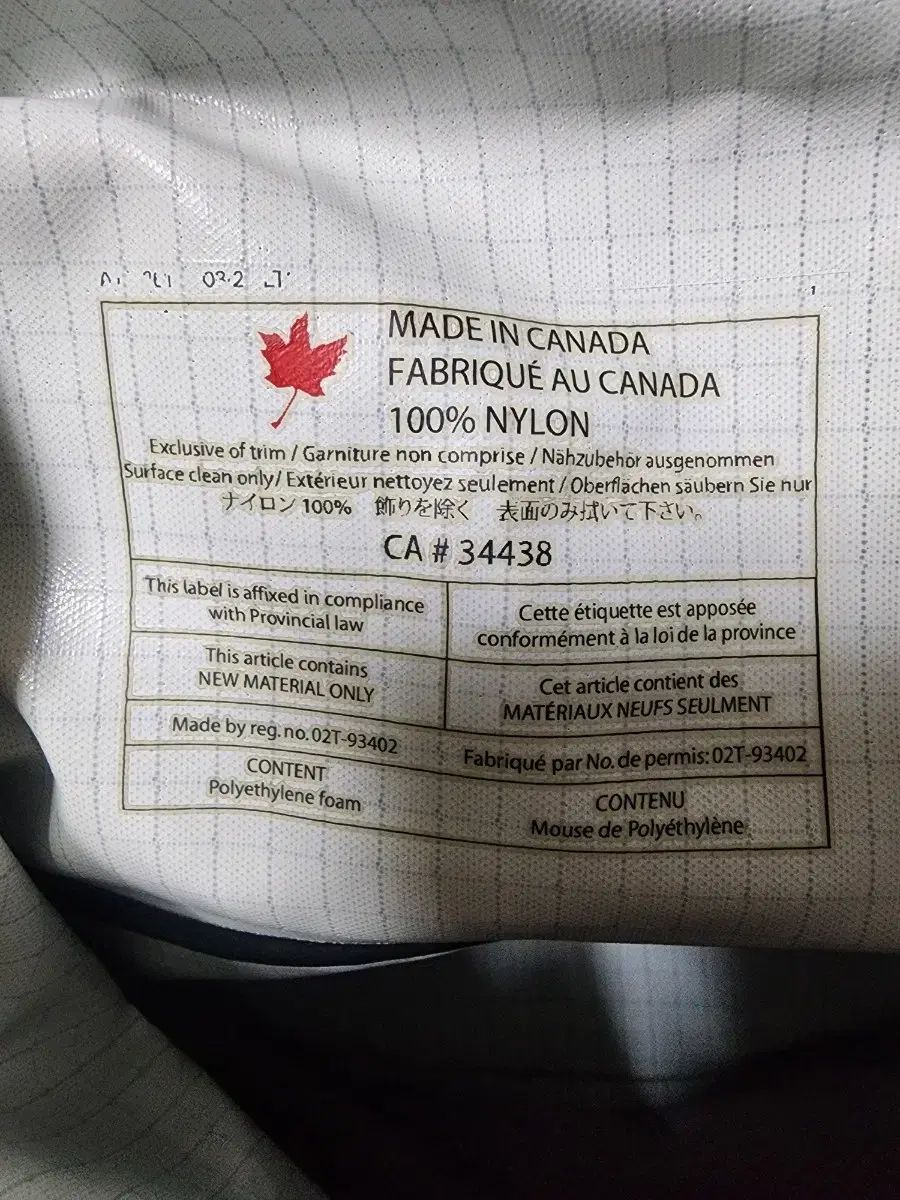 MADE IN CANADA
FABRIQUÉ AU CANADA
100% NYLON
Exclusive of trim / Garniture non comprise / Nähzubehör ausgenommen
Surface clean only/ Extérieur nettoyez seulement / Oberflächen säubern Sie nur
ナイロン 100% 飾りを除く 表面のみ拭いて下さい。
CA # 34438
This label is affixed in compliance
with Provincial law
Cette étiquette est apposée
conformément à la loi de la province
This article contains
NEW MATERIAL ONLY
Cet article contient des
MATÉRIAUX NEUFS SEULMENT
Made by reg. no. 02T-93402
Fabriqué par No. de permis: 02T-93402
CONTENT
Polyethylene foam
CONTENU
Mouse de Polyéthylène